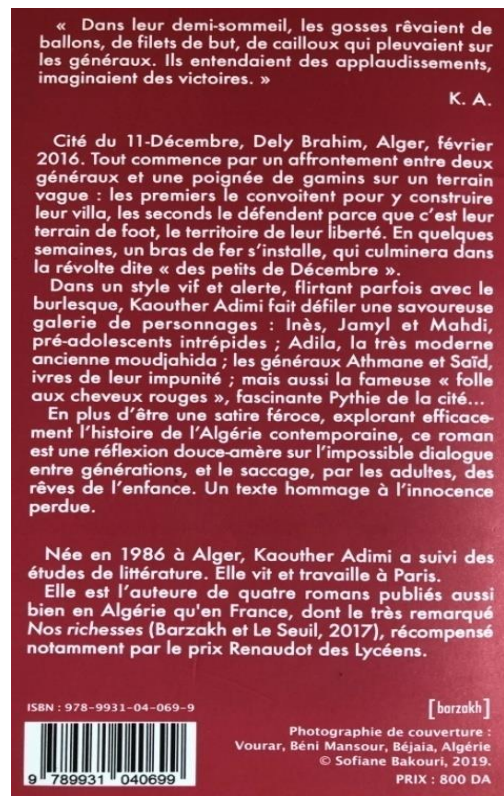 « Dans leur demi-sommeil, les gosses rêvaient de
ballons, de filets de but, de cailloux qui pleuvaient sur
les généraux. Ils entendaient des applaudissements,
imaginaient des victoires. »
K. A.
Cité du 11-Décembre, Dely Brahim, Alger, février
2016. Tout commence par un affrontement entre deux
généraux et une poignée de gamins sur un terrain
vague : les premiers le convoitent pour y construire
leur villa, les seconds le défendent parce que c'est leur
terrain de foot, le territoire de leur liberté. En quelques
semaines, un bras de fer s'installe, qui culminera dans
la révolte dite « des petits de Décembre ».
Dans un style vif et alerte, flirtant parfois avec le
burlesque, Kaouther Adimi fait défiler une savoureuse
galerie de personnages : Inès, Jamyl et Mahdi,
pré-adolescents intrépides ; Adila, la très moderne
ancienne moudjahida ; les généraux Athmane et Saïd,
ivres de leur impunité ; mais aussi la fameuse « folle
aux cheveux rouges », fascinante Pythie de la cité...
En plus d'être une satire féroce, explorant efficace-
ment l'histoire de l'Algérie contemporaine, ce roman
est une réflexion douce-amère sur l'impossible dialogue
entre générations, et le saccage, par les adultes, des
rêves de l'enfance. Un texte hommage à l'innocence
perdue.
Née en 1986 à Alger, Kaouther Adimi a suivi des
études de littérature. Elle vit et travaille à Paris.
Elle est l'auteure de quatre romans publiés aussi
bien en Algérie qu'en France, dont le très remarqué
Nos richesses (Barzakh et Le Seuil, 2017), récompensé
notamment par le prix Renaudot des Lycéens.
ISBN : 978-9931-04-069-9
[barzakh]
Photographie de couverture :
Vourar, Béni Mansour, Béjaia, Algérie
© Sofiane Bakouri, 2019.
PRIX : 800 DA
9 789931 040699